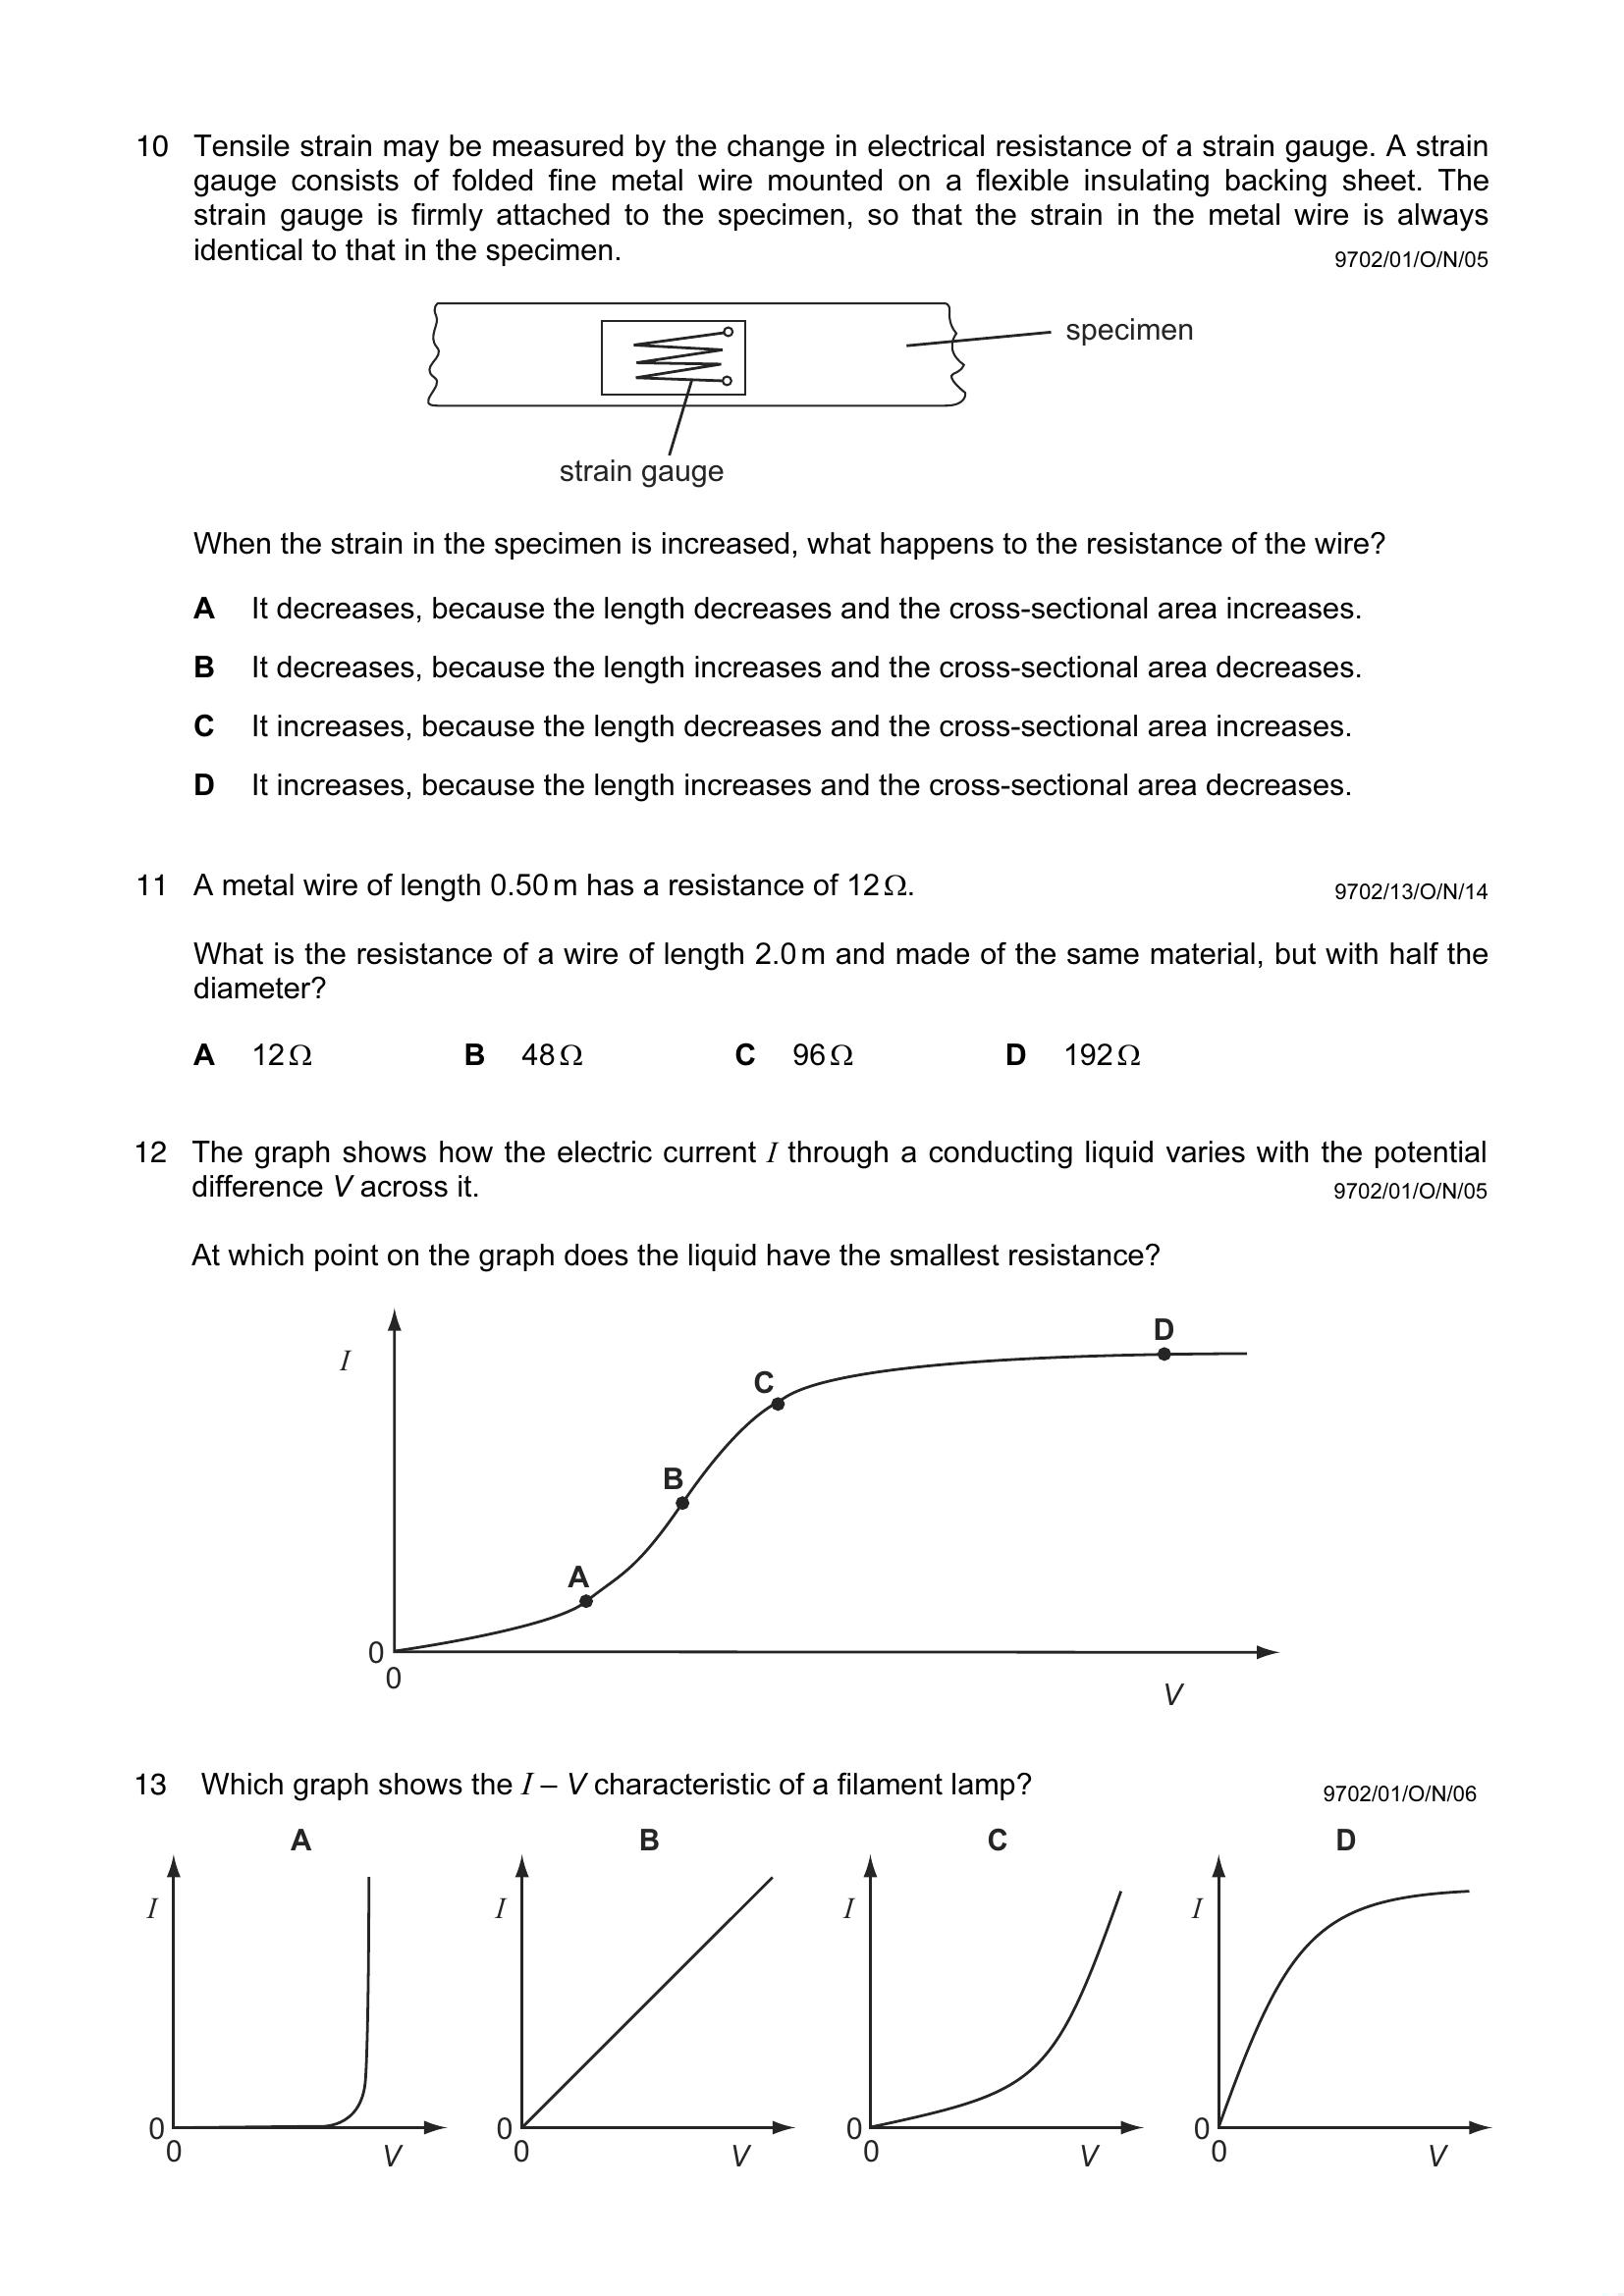 10 Tensile strain may be measured by the change in electrical resistance of a strain gauge. A strain
gauge consists of folded fine metal wire mounted on a flexible insulating backing sheet. The
strain gauge is firmly attached to the specimen, so that the strain in the metal wire is always
identical to that in the specimen. 9702/01/O/N/05
specimen
strain gauge
When the strain in the specimen is increased, what happens to the resistance of the wire?
A It decreases, because the length decreases and the cross-sectional area increases.
B It decreases, because the length increases and the cross-sectional area decreases.
C It increases, because the length decreases and the cross-sectional area increases.
D It increases, because the length increases and the cross-sectional area decreases.
11 A metal wire of length 0.50 m has a resistance of 12 Ω. 9702/13/O/N/14
What is the resistance of a wire of length 2.0 m and made of the same material, but with half the
diameter?
A 12 Ω B 48 Ω C 96 Ω D 192 Ω
12 The graph shows how the electric current I through a conducting liquid varies with the potential
difference V across it. 9702/01/O/N/05
At which point on the graph does the liquid have the smallest resistance?
D
I
C
B
A
0
0
V
13 Which graph shows the I – V characteristic of a filament lamp? 9702/01/O/N/06
A B C D
I I I I
0 0 0 0
0 V 0 V 0 V 0 V